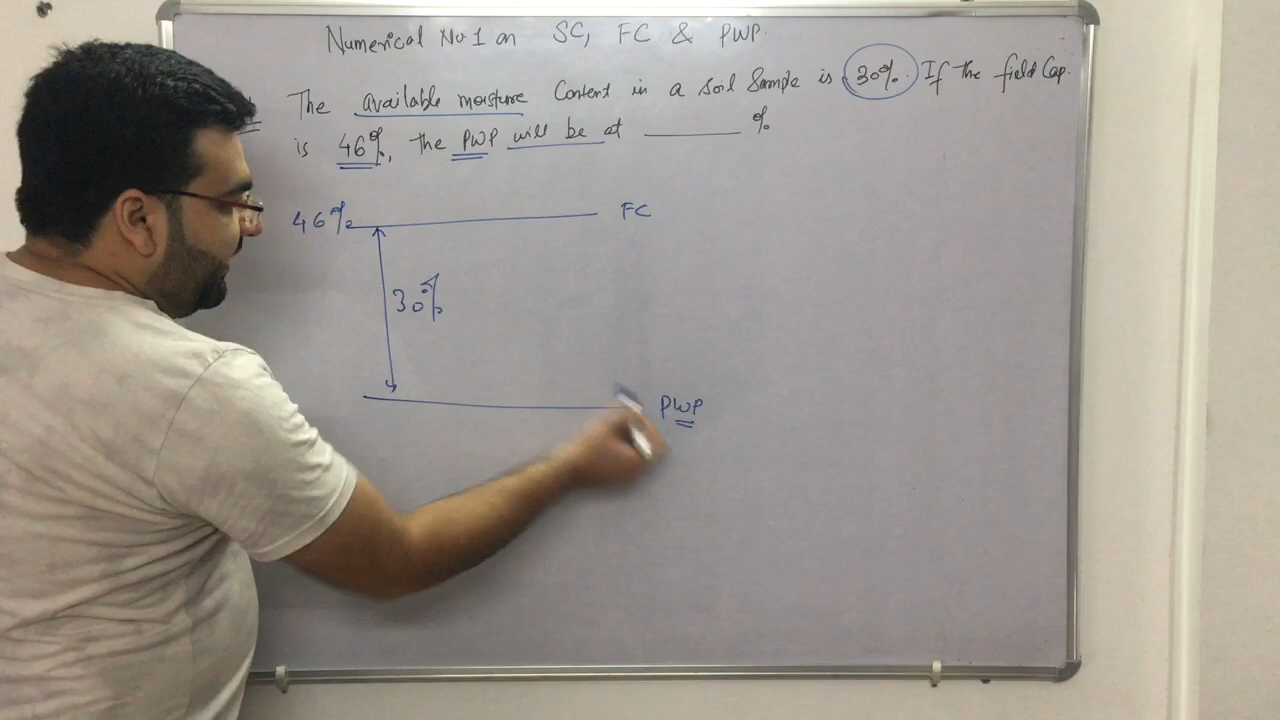 Numerical No 1 on SC, FC & PWP.
The available moisture Content in a soil Sample is 30%. If the field Cap.
is 46%, the PWP will be at ______ %
46% FC
30%
PWP